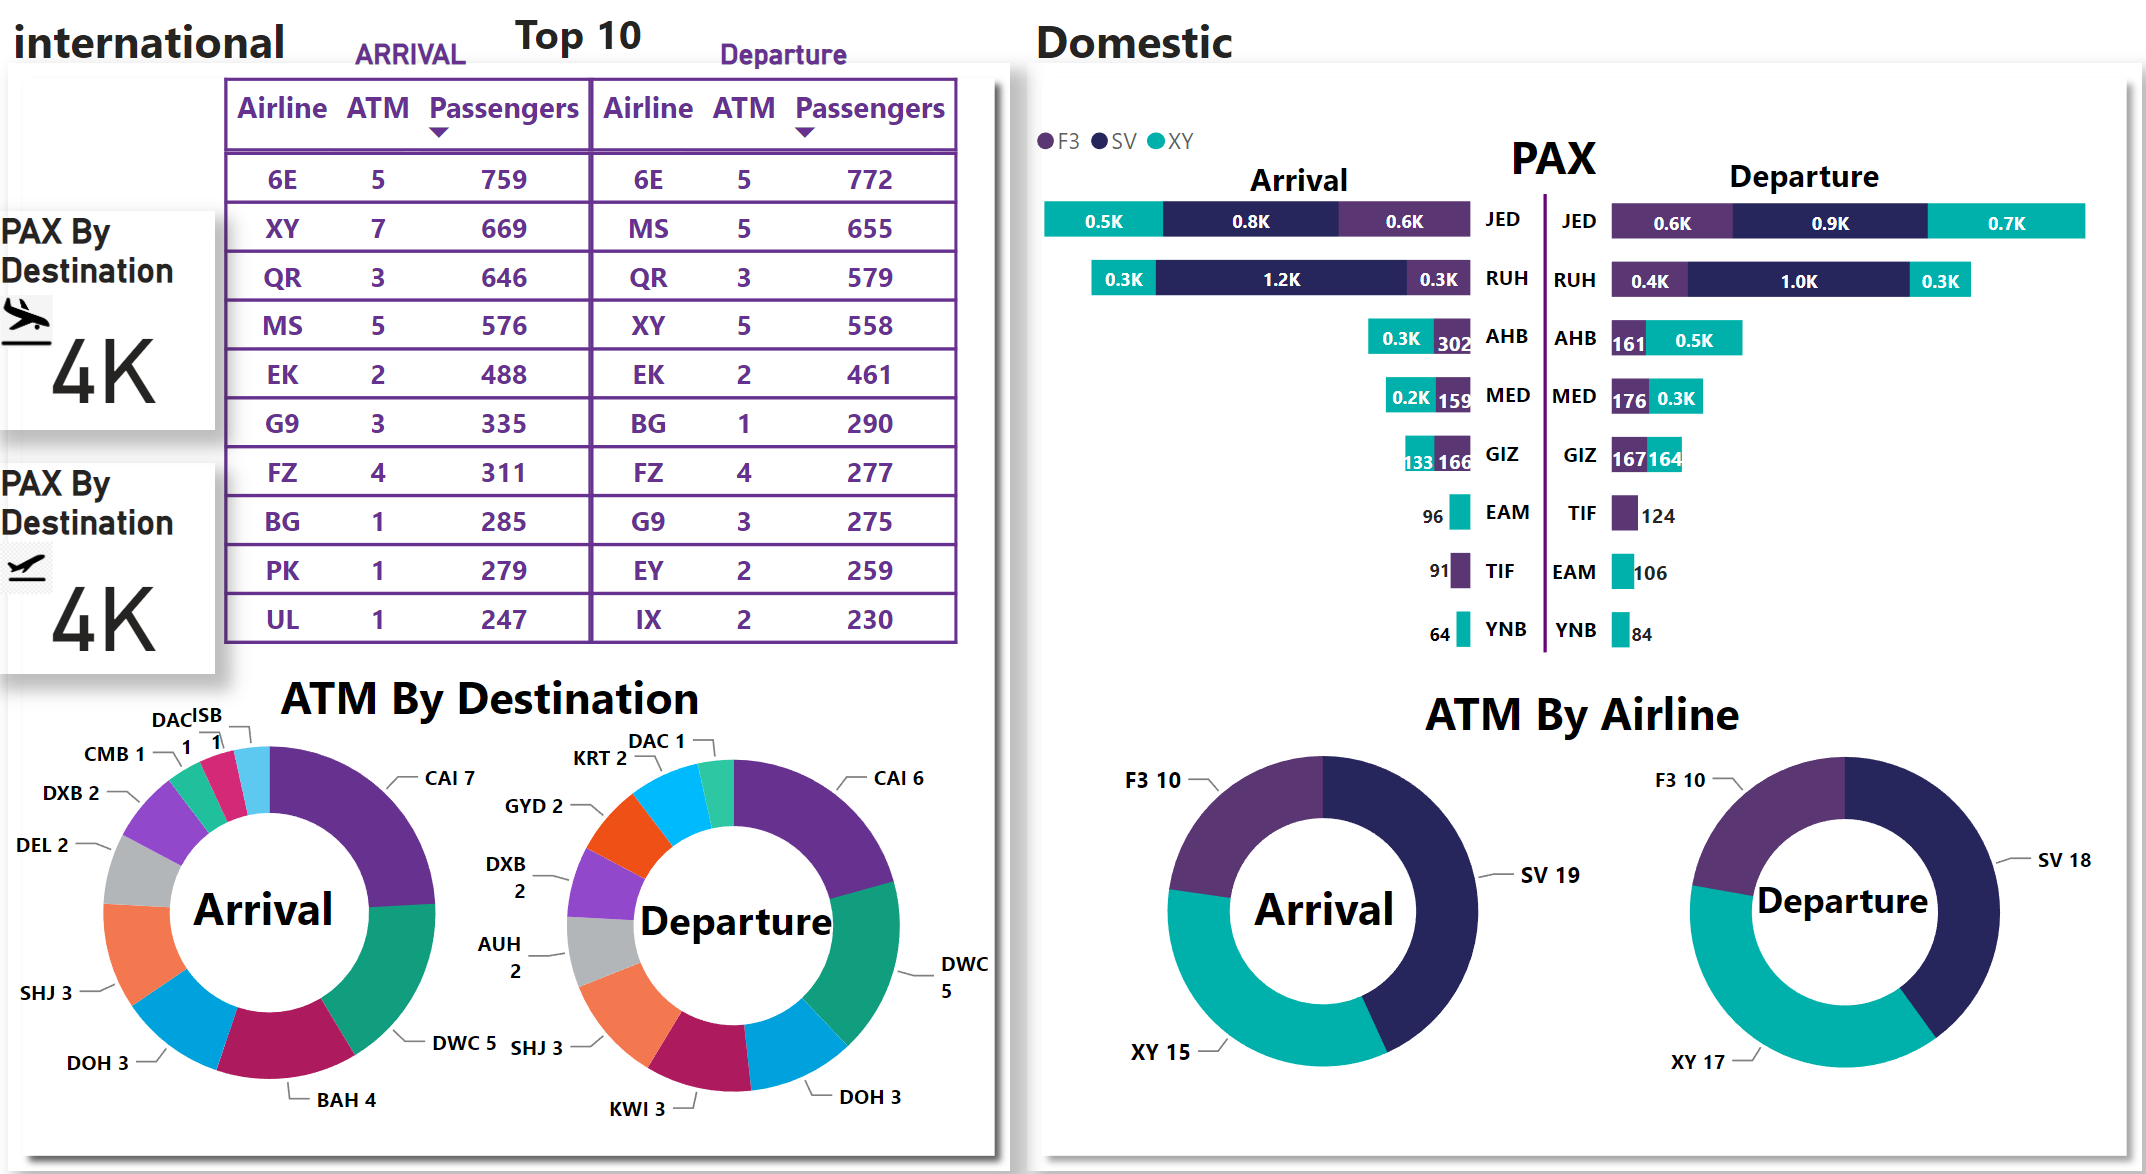 international
Top 10
ARRIVAL
Departure
Airline ATM Passengers Airline ATM Passengers
6E 5 759 6E 5 772
XY 7 669 MS 5 655
QR 3 646 QR 3 579
MS 5 576 XY 5 558
EK 2 488 EK 2 461
G9 3 335 BG 1 290
FZ 4 311 FZ 4 277
BG 1 285 G9 3 275
PK 1 279 EY 2 259
UL 1 247 IX 2 230
PAX By
Destination
4K
PAX By
Destination
4K
ATM By Destination
Arrival
CAI 7
DWC 5
BAH 4
DOH 3
SHJ 3
DEL 2
DXB 2
CMB 1
DAC
1
ISB
1
Departure
CAI 6
DWC
5
DOH 3
KWI 3
SHJ 3
AUH
2
DXB
2
GYD 2
KRT 2
DAC 1
Domestic
F3 SV XY
PAX
Arrival
Departure
0.5K 0.8K 0.6K JED JED 0.6K 0.9K 0.7K
0.3K 1.2K 0.3K RUH RUH 0.4K 1.0K 0.3K
0.3K 302 AHB AHB 161 0.5K
0.2K 159 MED MED 176 0.3K
133 166 GIZ GIZ 167 164
96 EAM TIF 124
91 TIF EAM 106
64 YNB YNB 84
ATM By Airline
Arrival
F3 10
SV 19
XY 15
Departure
F3 10
SV 18
XY 17